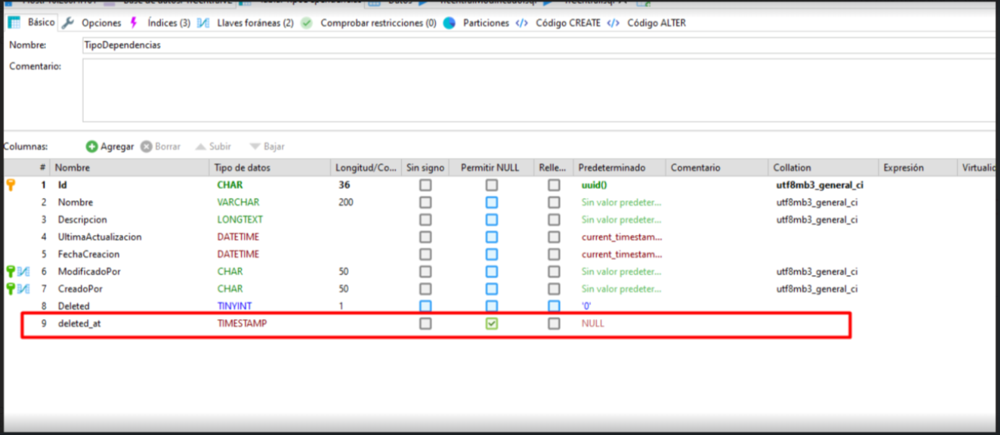 Básico Opciones Índices (3) Llaves foráneas (2) Comprobar restricciones (0) Particiones </> Código CREATE </> Código ALTER
Nombre: TipoDependencias
Comentario:
Columnas: Agregar Borrar Subir Bajar
# Nombre Tipo de datos Longitud/Co... Sin signo Permitir NULL Relle... Predeterminado Comentario Collation Expresión
1 Id CHAR 36 uuid() utf8mb3_general_ci
2 Nombre VARCHAR 200 Sin valor predeter... utf8mb3_general_ci
3 Descripcion LONGTEXT Sin valor predeter... utf8mb3_general_ci
4 UltimaActualizacion DATETIME current_timestam...
5 FechaCreacion DATETIME current_timestam...
6 ModificadoPor CHAR 50 Sin valor predeter... utf8mb3_general_ci
7 CreadoPor CHAR 50 Sin valor predeter... utf8mb3_general_ci
8 Deleted TINYINT 1 '0'
9 deleted_at TIMESTAMP NULL